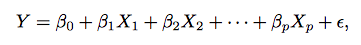 Y = β₀ + β₁X₁ + β₂X₂ + ⋯ + βₚXₚ + ϵ,